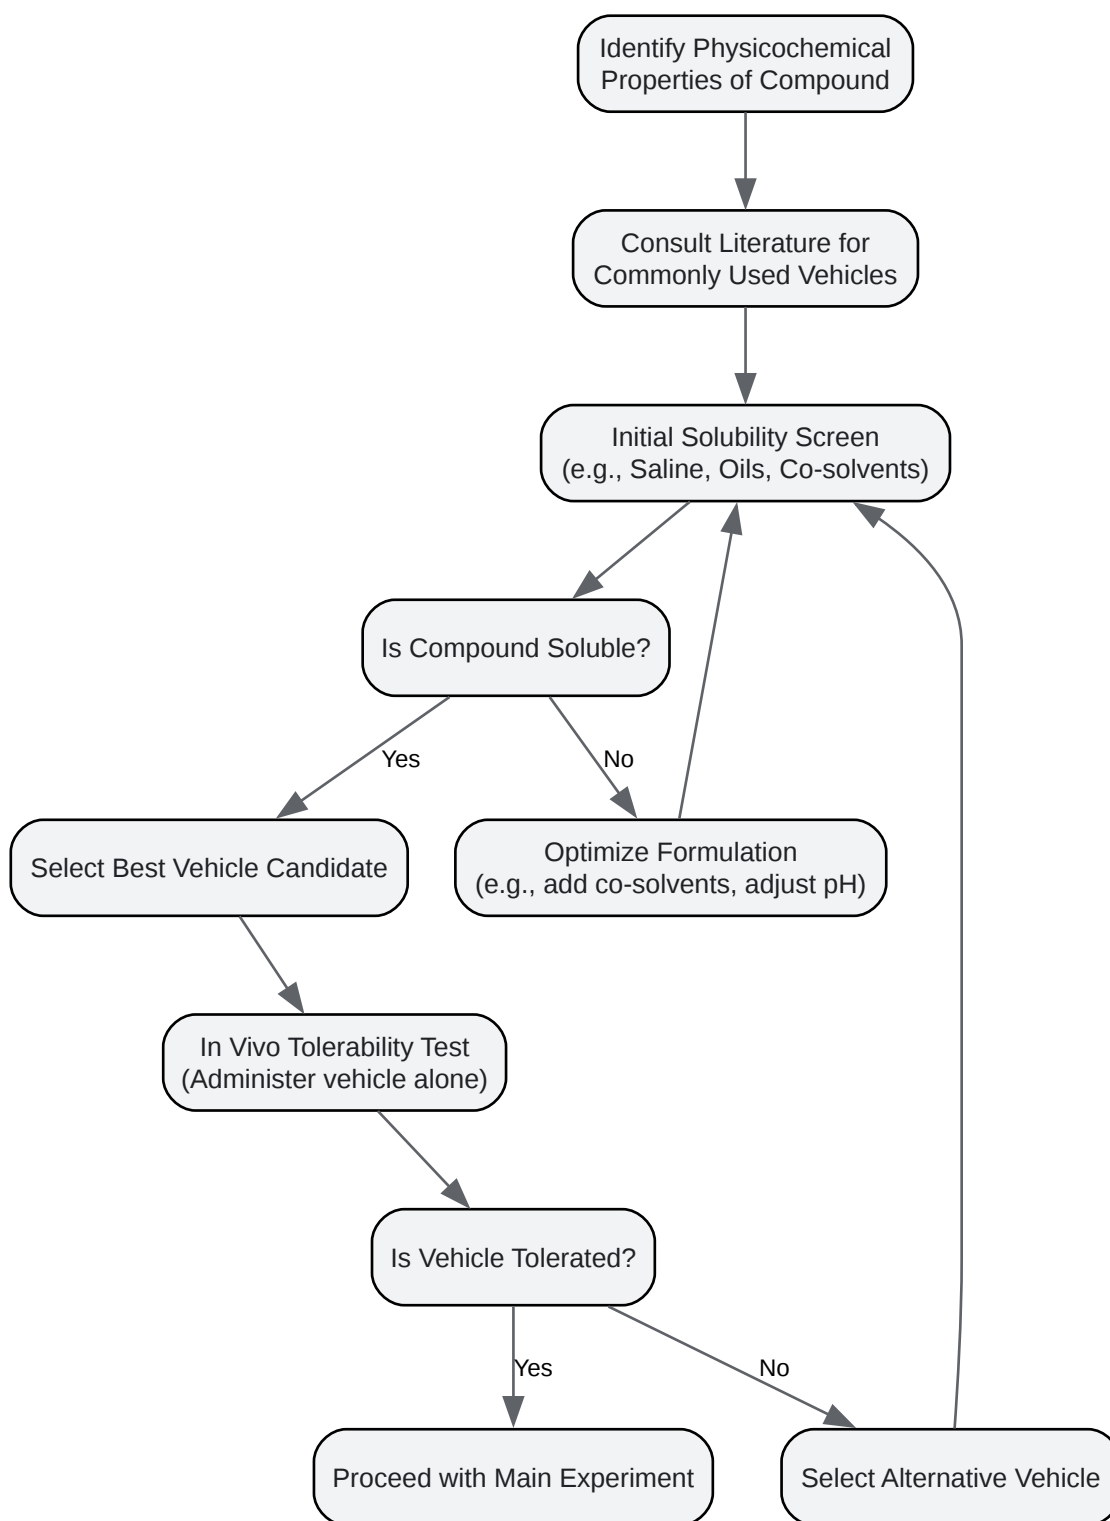 Identify Physicochemical
Properties of Compound
Consult Literature for
Commonly Used Vehicles
Initial Solubility Screen
(e.g., Saline, Oils, Co-solvents)
Is Compound Soluble?
Yes
No
Select Best Vehicle Candidate
Optimize Formulation
(e.g., add co-solvents, adjust pH)
In Vivo Tolerability Test
(Administer vehicle alone)
Is Vehicle Tolerated?
Yes
No
Proceed with Main Experiment
Select Alternative Vehicle